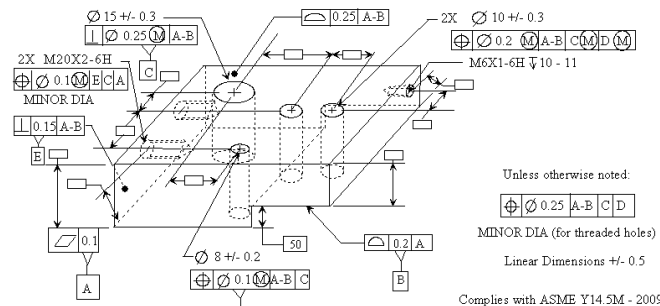 ∅ 15 +/- 0.3
⊥ ∅ 0.25 Ⓜ A-B
C
⌓ 0.25 A-B
2X ∅ 10 +/- 0.3
⌖ ∅ 0.2 Ⓜ A-B C Ⓜ D Ⓜ
M6X1-6H ↧ 10 - 11
2X M20X2-6H
⌖ ∅ 0.1 Ⓜ E C A
MINOR DIA
⊥ 0.15 A-B
E
⏥ 0.1
A
∅ 8 +/- 0.2
⌖ ∅ 0.1 Ⓜ A-B C
50
⌓ 0.2 A
B
Unless otherwise noted:
⌖ ∅ 0.25 A-B C D
MINOR DIA (for threaded holes)
Linear Dimensions +/- 0.5
Complies with ASME Y14.5M - 2009